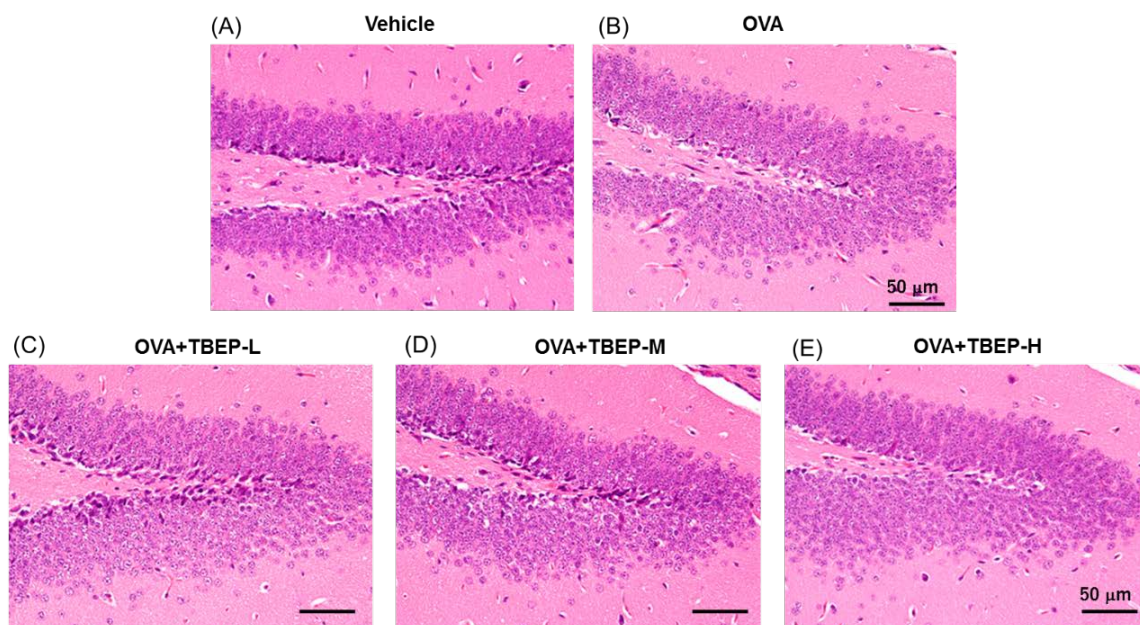 (A) Vehicle
(B) OVA
50 μm
(C) OVA+TBEP-L
(D) OVA+TBEP-M
(E) OVA+TBEP-H
50 μm